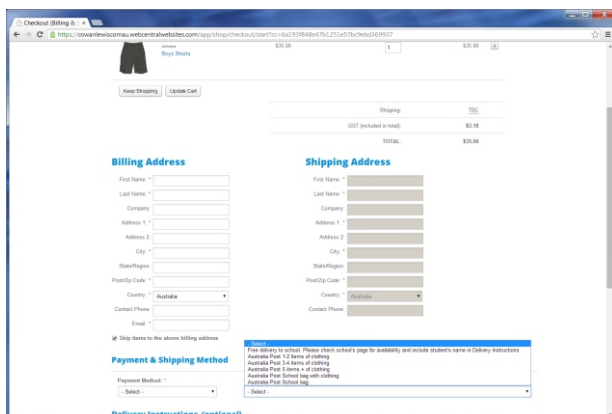 Checkout (Billing & S
https://cowanlewiscomau.webcentralwebsites.com/app/shop/checkout/start?cc=6a193f848e47b1251e57bc9ebd369937
$35.00 1 $35.00 X
Boys Shorts
Keep Shopping Update Cart
Shipping: TBC
GST (included in total): $3.18
TOTAL: $35.00
Billing Address Shipping Address
First Name: * First Name: *
Last Name: * Last Name: *
Company: Company:
Address 1: * Address 1: *
Address 2: Address 2:
City: * City: *
State/Region: State/Region:
Post/Zip Code: * Post/Zip Code: *
Country: * Australia Country: * Australia
Contact Phone: Contact Phone:
Email: *
Ship items to the above billing address
- Select -
Free delivery to school. Please check school's page for availability and include student's name in Delivery Instructions
Australia Post 1-2 items of clothing
Australia Post 3-4 items of clothing
Australia Post 5 items + of clothing
Australia Post School bag with clothing
Australia Post School bag
Payment & Shipping Method
Payment Method: *
- Select - - Select -
Delivery Instructions (optional)